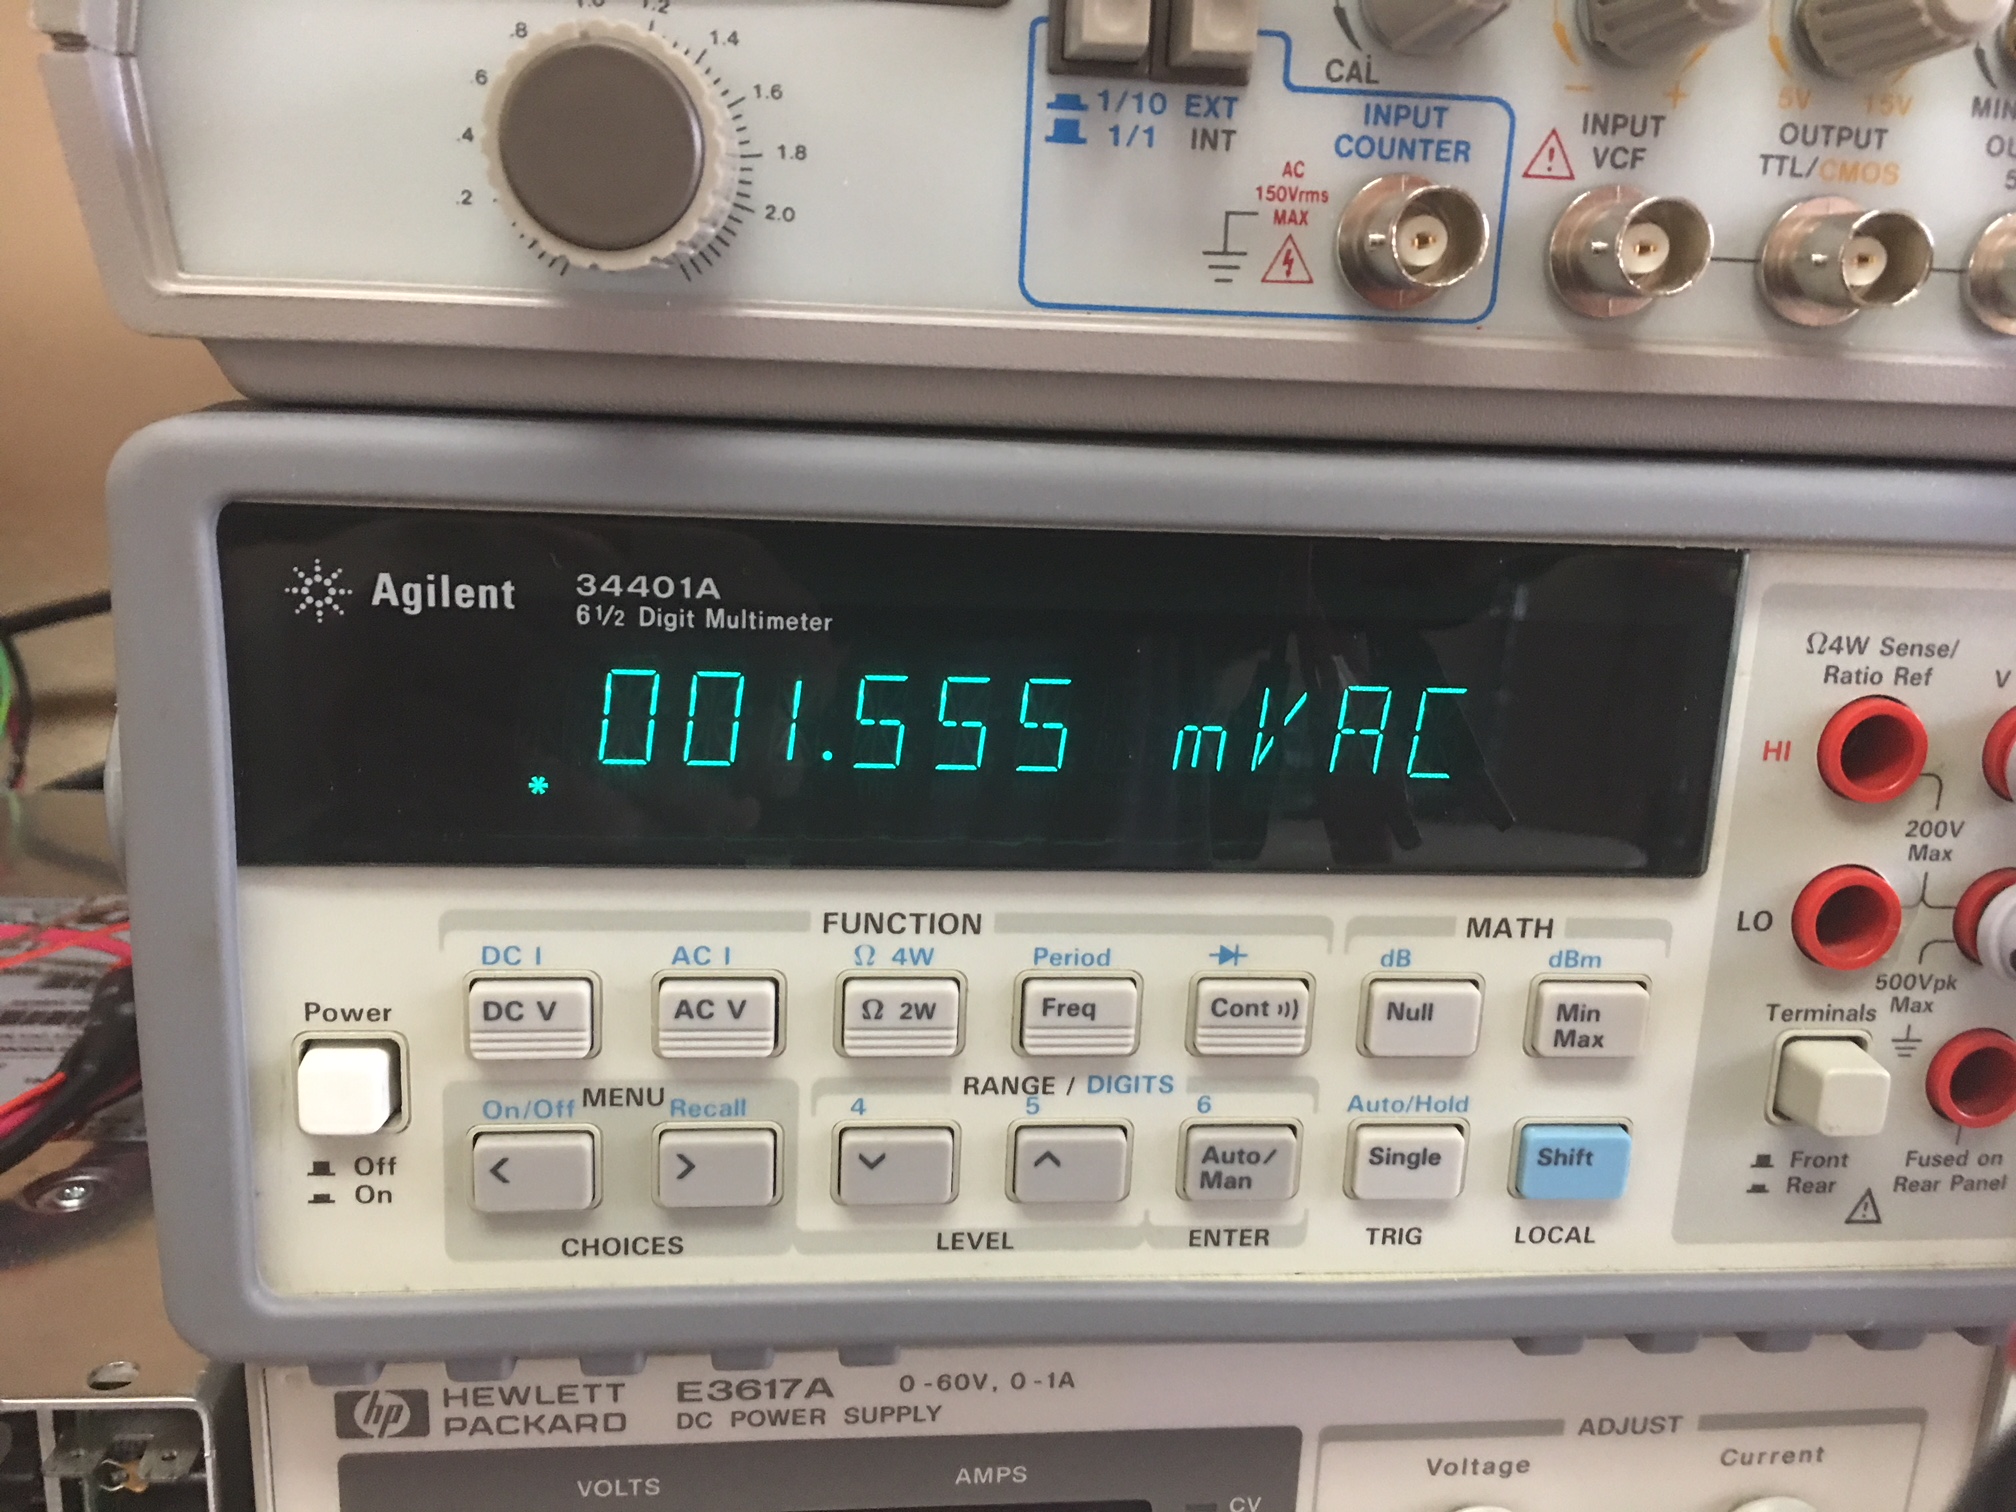 .8
1.2
1.4
.6
1.6
.4
1.8
.2
2.0
CAL
1/10 EXT
1/1 INT
INPUT
COUNTER
AC
150Vrms
MAX
- +
INPUT
VCF
5V 15V
OUTPUT
TTL/CMOS
Agilent
34401A
6½ Digit Multimeter
001.555 mVAC
*
Ω4W Sense/
Ratio Ref
V
HI
200V
Max
LO
500Vpk
Max
FUNCTION
MATH
DC I
AC I
Ω 4W
Period
dB
dBm
Power
DC V
AC V
Ω 2W
Freq
Cont
Null
Min
Max
Terminals
MENU
RANGE / DIGITS
On/Off
Recall
4
5
6
Auto/Hold
<
>
Auto/
Man
Single
Shift
Off
On
Front
Rear
Fused on
Rear Panel
CHOICES
LEVEL
ENTER
TRIG
LOCAL
hp
HEWLETT
PACKARD
E3617A
0-60V, 0-1A
DC POWER SUPPLY
ADJUST
VOLTS
AMPS
Voltage
Current
CV